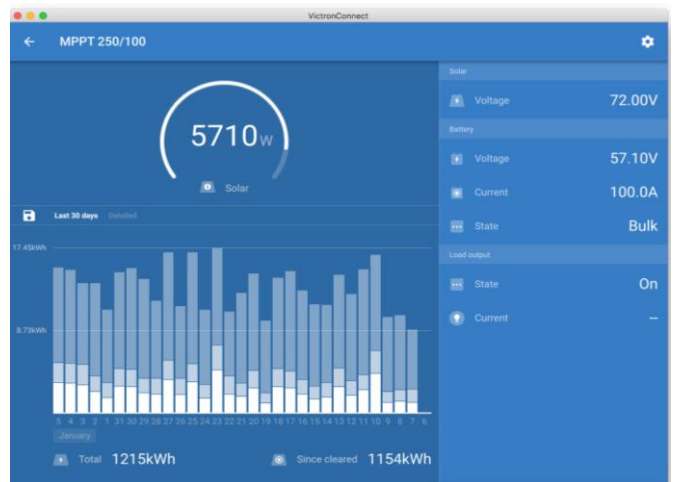 VictronConnect
MPPT 250/100
5710W
Solar
Last 30 days Detailed
17.45kWh
8.73kWh
5 4 3 2 1 31 30 29 28 27 26 25 24 23 22 21 20 19 18 17 16 15 14 13 12 11 10 9 8 7 6
January
Total 1215kWh
Since cleared 1154kWh
Solar
Voltage 72.00V
Battery
Voltage 57.10V
Current 100.0A
State Bulk
Load output
State On
Current –